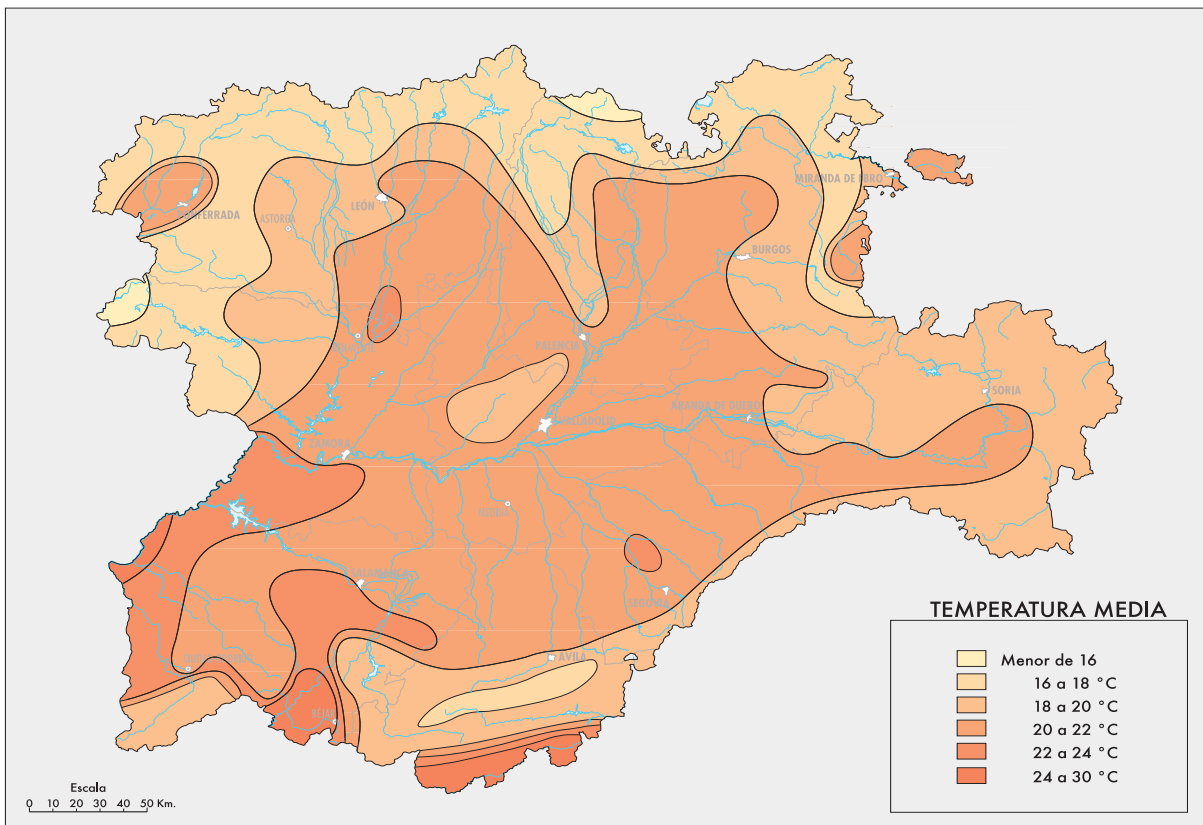 MIRANDA DE EBRO
PONFERRADA
LEÓN
ASTORGA
BURGOS
PALENCIA
SORIA
ARANDA DE DUERO
VALLADOLID
ZAMORA
MEDINA
SALAMANCA
SEGOVIA
ÁVILA
BÉJAR
TEMPERATURA MEDIA
Menor de 16
16 a 18 °C
18 a 20 °C
20 a 22 °C
22 a 24 °C
24 a 30 °C
Escala
0 10 20 30 40 50 Km.